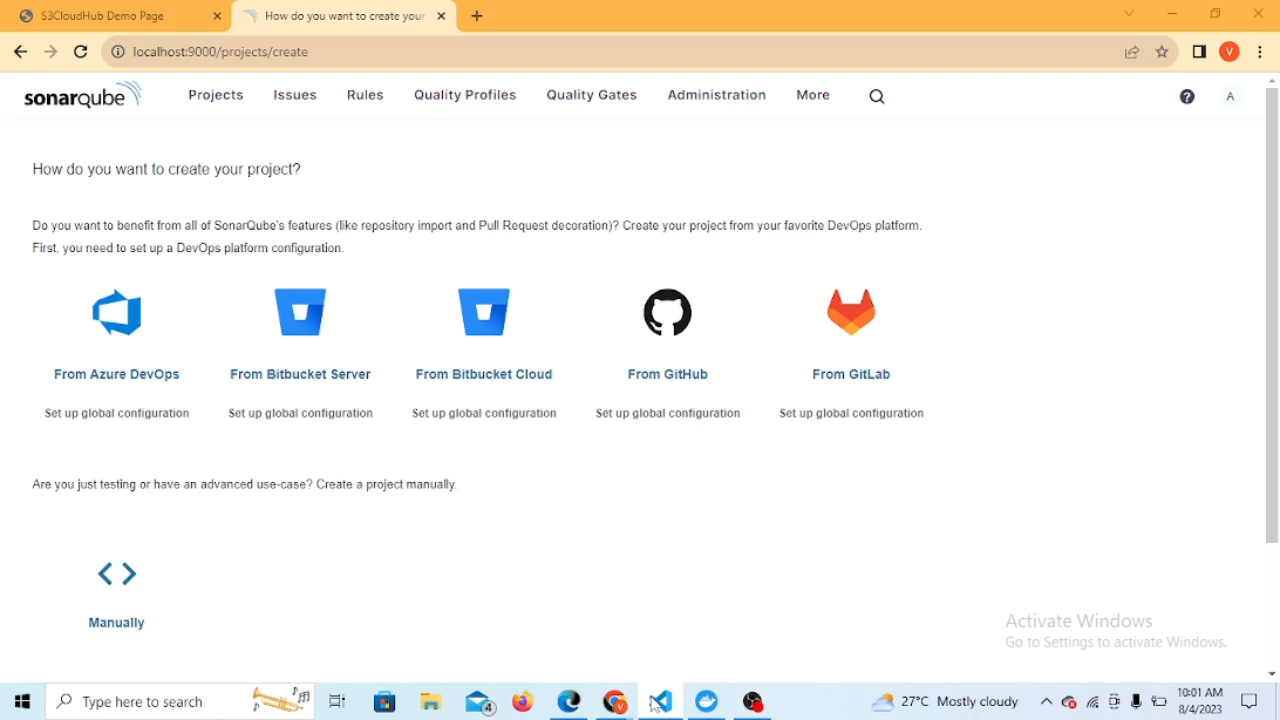 S3CloudHub Demo Page
How do you want to create your
localhost:9000/projects/create
V
sonarqube
Projects
Issues
Rules
Quality Profiles
Quality Gates
Administration
More
?
A
How do you want to create your project?
Do you want to benefit from all of SonarQube's features (like repository import and Pull Request decoration)? Create your project from your favorite DevOps platform.
First, you need to set up a DevOps platform configuration.
From Azure DevOps
From Bitbucket Server
From Bitbucket Cloud
From GitHub
From GitLab
Set up global configuration
Set up global configuration
Set up global configuration
Set up global configuration
Set up global configuration
Are you just testing or have an advanced use-case? Create a project manually.
Manually
Activate Windows
Go to Settings to activate Windows.
Type here to search
4
V
27°C Mostly cloudy
10:01 AM
8/4/2023